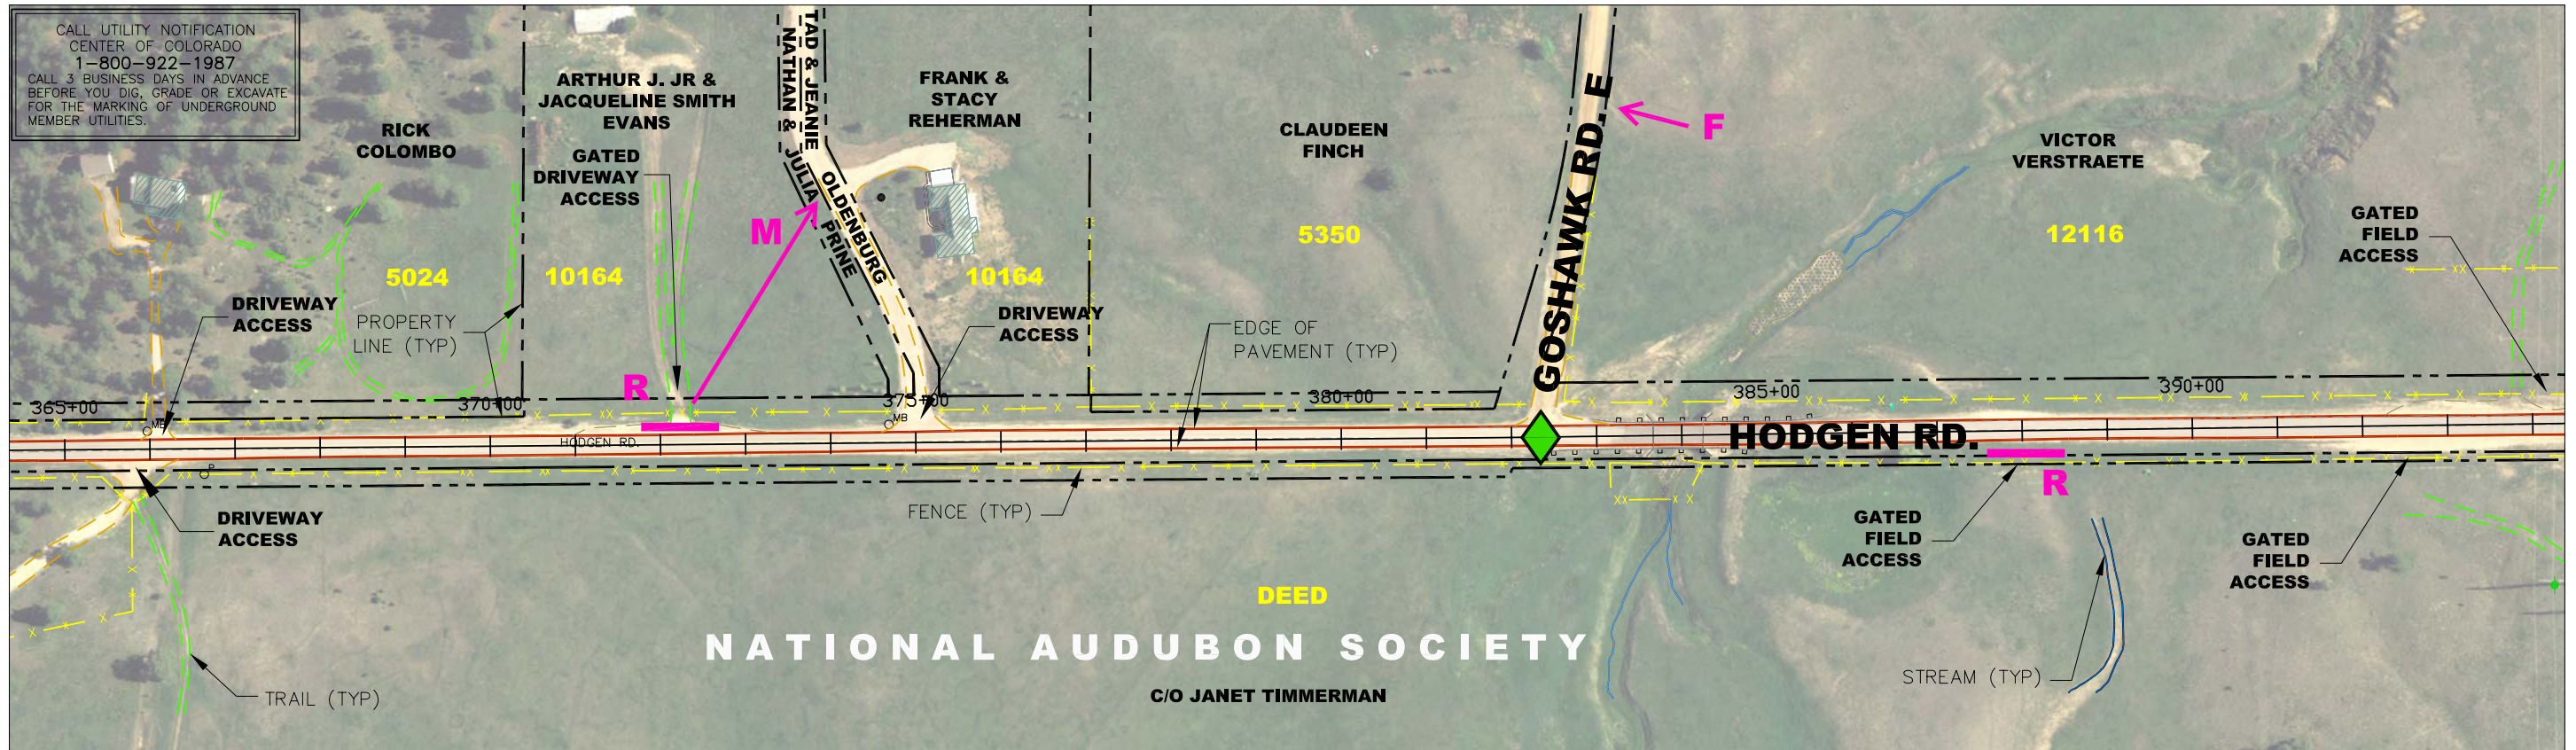 CALL UTILITY NOTIFICATION
CENTER OF COLORADO
1-800-922-1987
CALL 3 BUSINESS DAYS IN ADVANCE
BEFORE YOU DIG, GRADE OR EXCAVATE
FOR THE MARKING OF UNDERGROUND
MEMBER UTILITIES.
RICK
COLOMBO
ARTHUR J. JR &
JACQUELINE SMITH
EVANS
GATED
DRIVEWAY
ACCESS
TAD & JEANIE
OLDENBURG
NATHAN &
JULIA PRINE
FRANK &
STACY
REHERMAN
CLAUDEEN
FINCH
GOSHAWK RD. E
F
VICTOR
VERSTRAETE
GATED
FIELD
ACCESS
M
5024
10164
10164
5350
12116
DRIVEWAY
ACCESS
PROPERTY
LINE (TYP)
DRIVEWAY
ACCESS
EDGE OF
PAVEMENT (TYP)
R
365+00
370+00
375+00
380+00
385+00
390+00
MB
MB
HODGEN RD.
HODGEN RD.
P
R
DRIVEWAY
ACCESS
FENCE (TYP)
GATED
FIELD
ACCESS
GATED
FIELD
ACCESS
DEED
NATIONAL AUDUBON SOCIETY
C/O JANET TIMMERMAN
TRAIL (TYP)
STREAM (TYP)